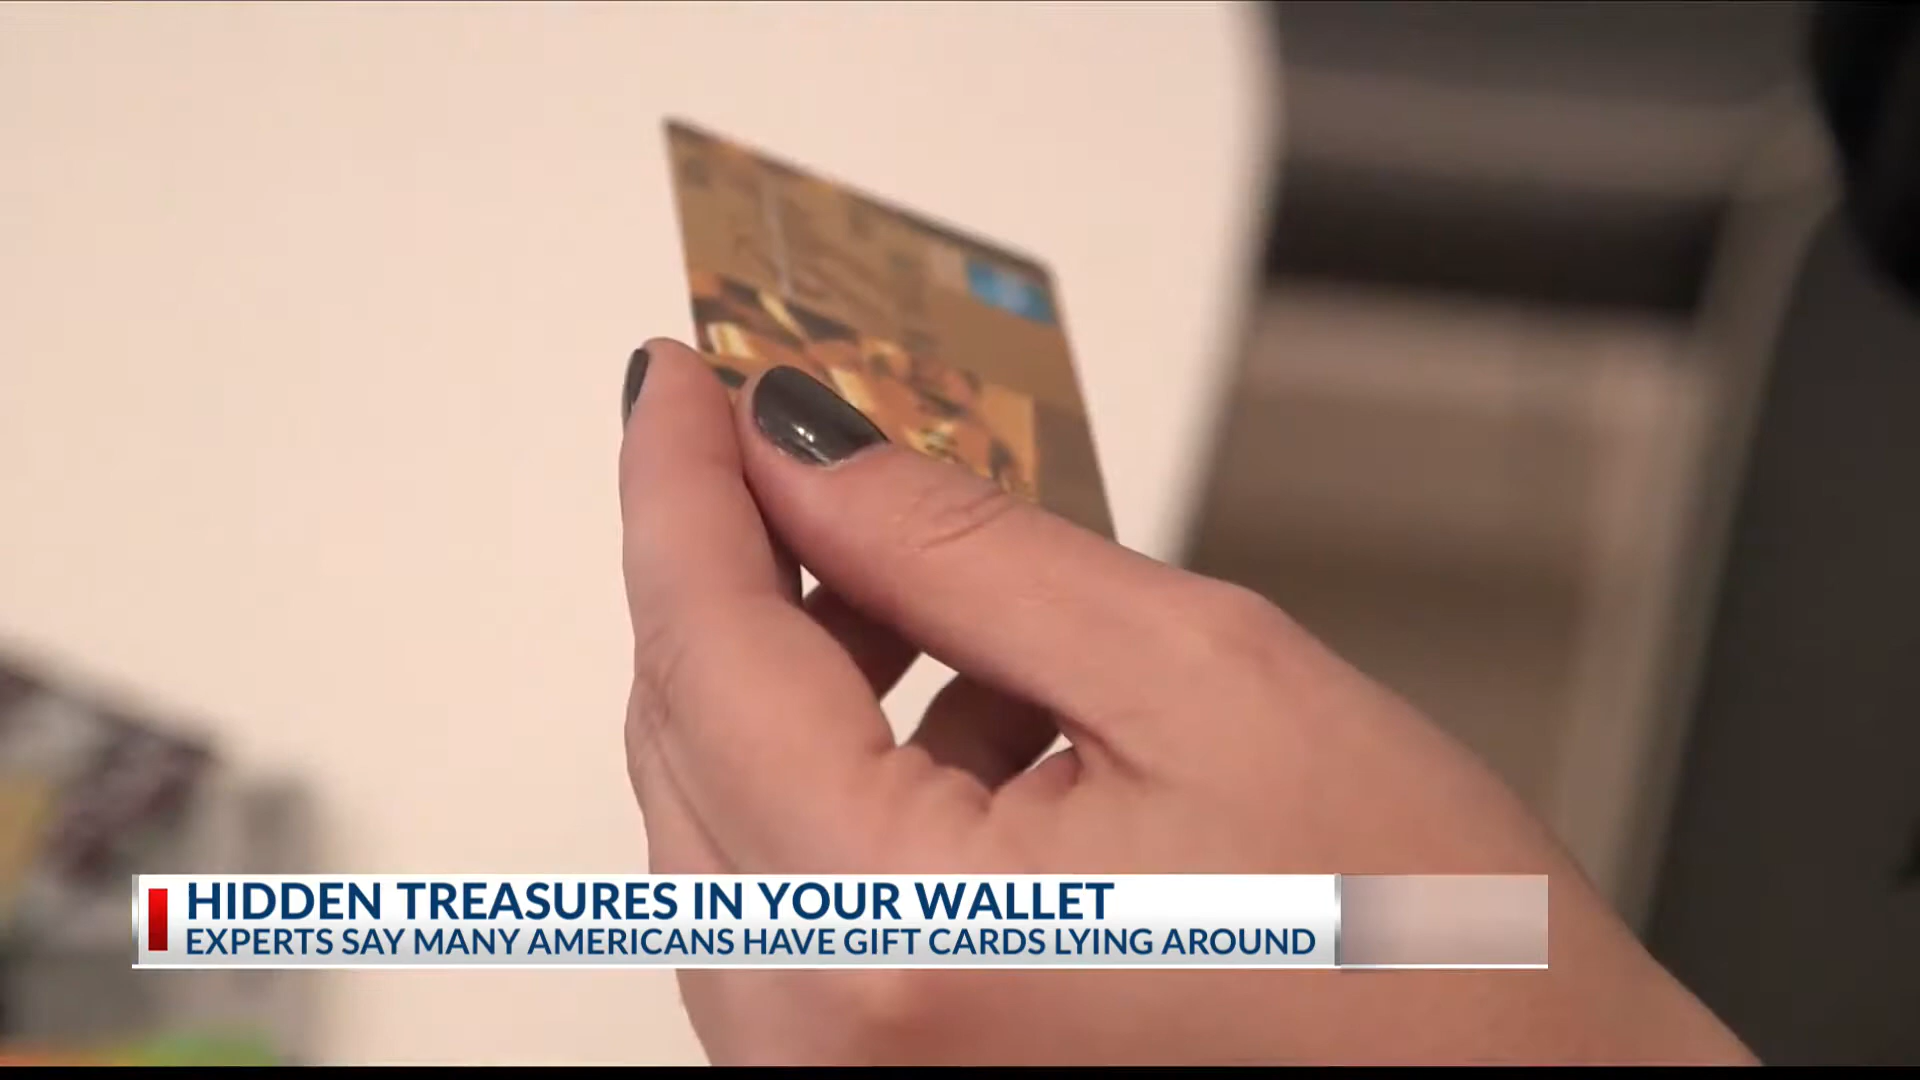 HIDDEN TREASURES IN YOUR WALLET
EXPERTS SAY MANY AMERICANS HAVE GIFT CARDS LYING AROUND